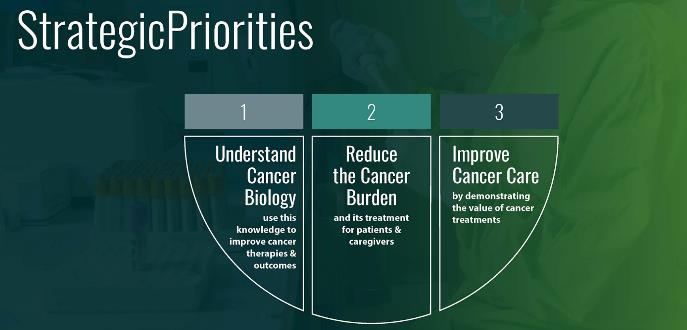 StrategicPriorities
1
Understand
Cancer
Biology
use this
knowledge to
improve cancer
therapies &
outcomes
2
Reduce
the Cancer
Burden
and its treatment
for patients &
caregivers
3
Improve
Cancer Care
by demonstrating
the value of cancer
treatments